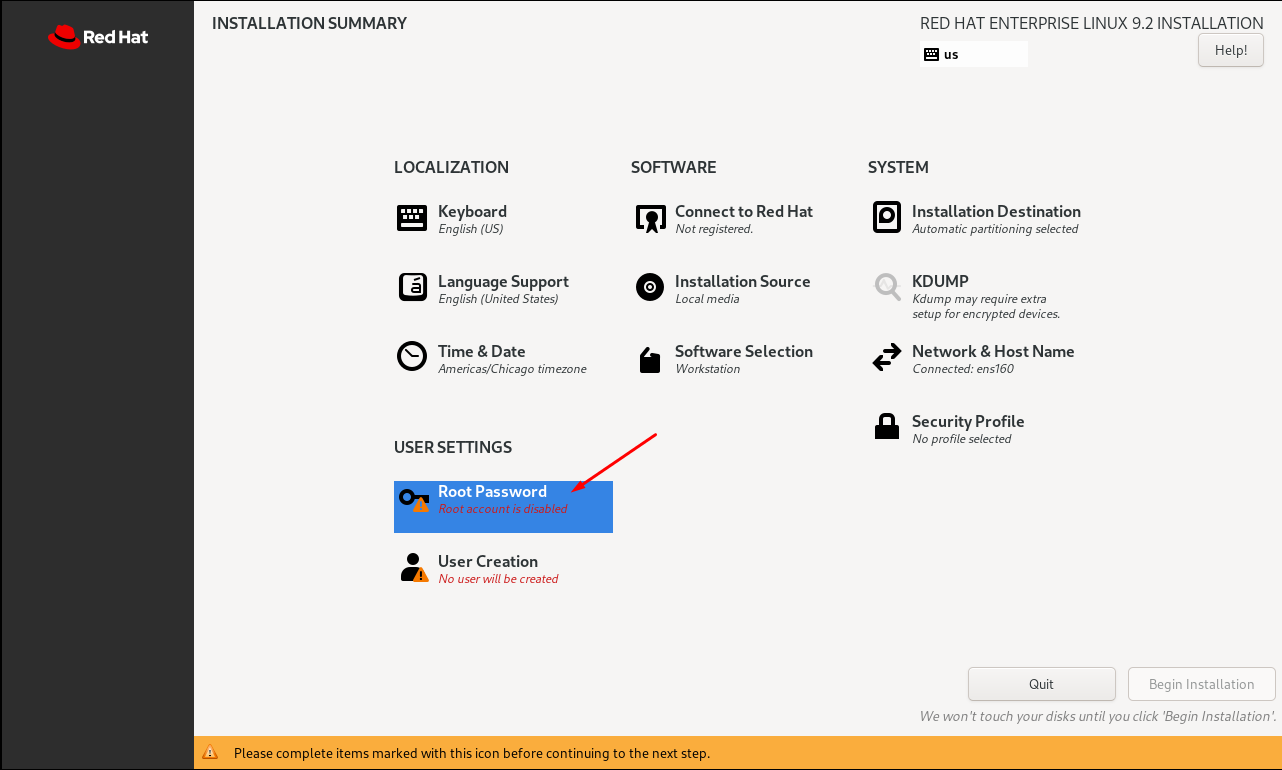 Red Hat
INSTALLATION SUMMARY
RED HAT ENTERPRISE LINUX 9.2 INSTALLATION
us
Help!
LOCALIZATION
Keyboard
English (US)
Language Support
English (United States)
Time & Date
Americas/Chicago timezone
SOFTWARE
Connect to Red Hat
Not registered.
Installation Source
Local media
Software Selection
Workstation
SYSTEM
Installation Destination
Automatic partitioning selected
KDUMP
Kdump may require extra
setup for encrypted devices.
Network & Host Name
Connected: ens160
Security Profile
No profile selected
USER SETTINGS
Root Password
Root account is disabled
User Creation
No user will be created
Quit
Begin Installation
We won't touch your disks until you click 'Begin Installation'.
Please complete items marked with this icon before continuing to the next step.